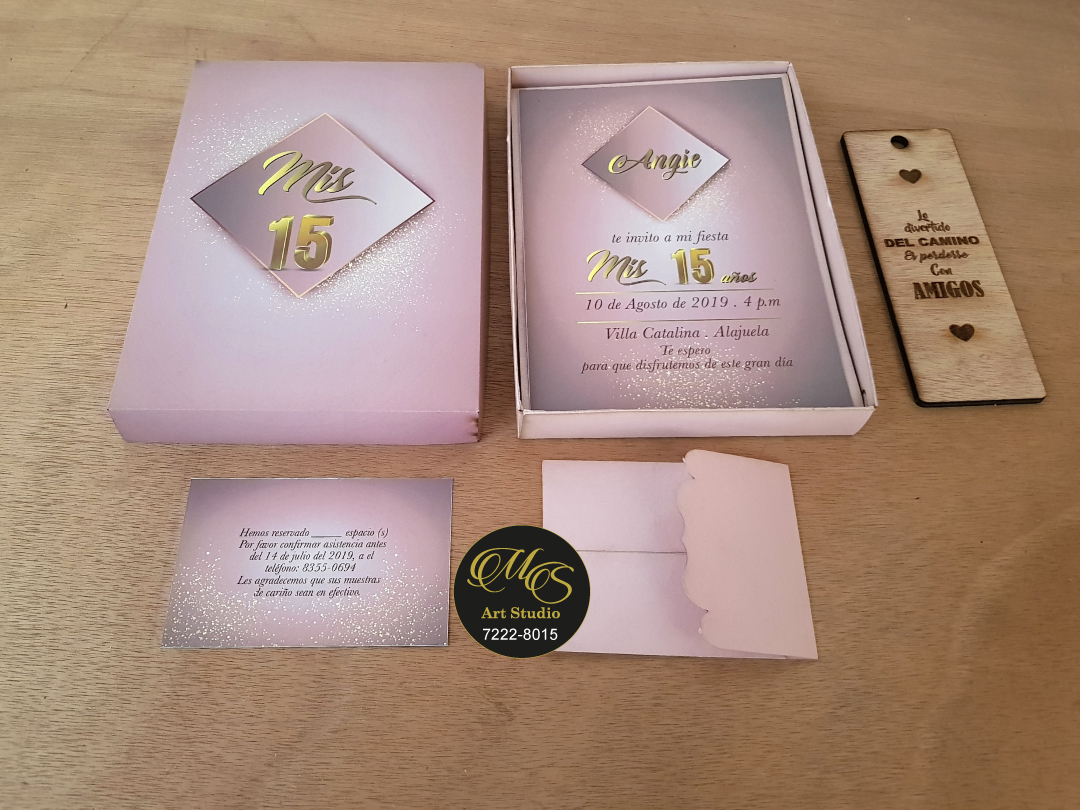 Mis
15
Angie
te invito a mi fiesta
Mis 15 años
10 de Agosto de 2019 . 4 p.m
Villa Catalina . Alajuela
Te espero
para que disfrutemos de este gran día
Lo
divertido
DEL CAMINO
Es perderse
Con
AMIGOS
Hemos reservado _____ espacio (s)
Por favor confirmar asistencia antes
del 14 de julio del 2019, a el
teléfono: 8355-0694
Les agradecemos que sus muestras
de cariño sean en efectivo.
MS
Art Studio
7222-8015